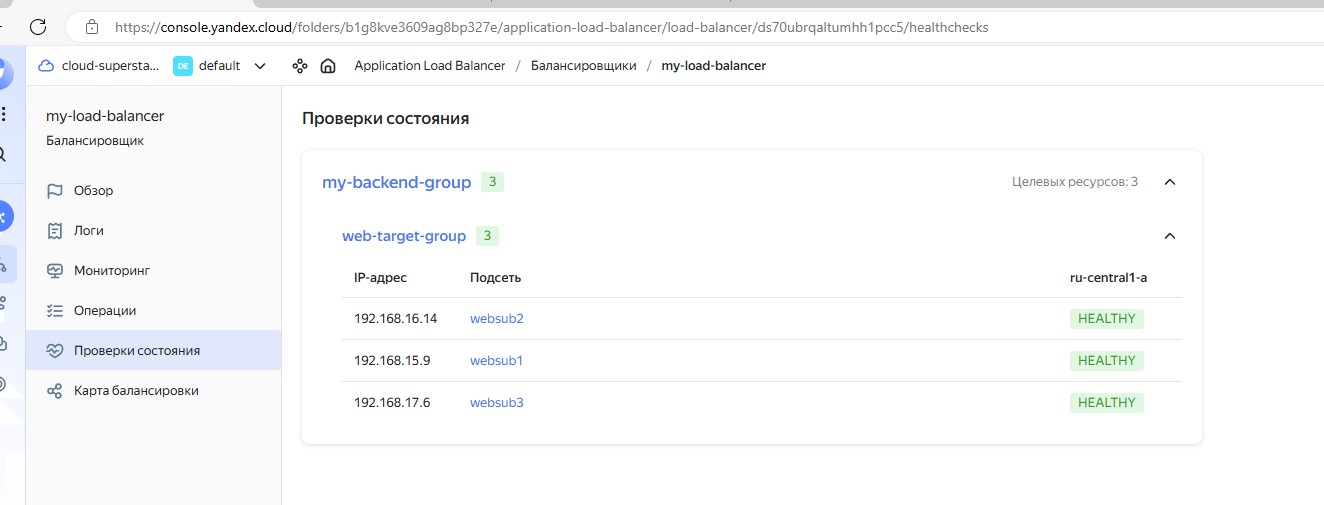 https://console.yandex.cloud/folders/b1g8kve3609ag8bp327e/application-load-balancer/load-balancer/ds70ubrqaltumhh1pcc5/healthchecks
cloud-supersta... DE default Application Load Balancer / Балансировщики / my-load-balancer
my-load-balancer
Балансировщик
Обзор
Логи
Мониторинг
Операции
Проверки состояния
Карта балансировки
Проверки состояния
my-backend-group 3 Целевых ресурсов: 3
web-target-group 3
IP-адрес Подсеть ru-central1-a
192.168.16.14 websub2 HEALTHY
192.168.15.9 websub1 HEALTHY
192.168.17.6 websub3 HEALTHY